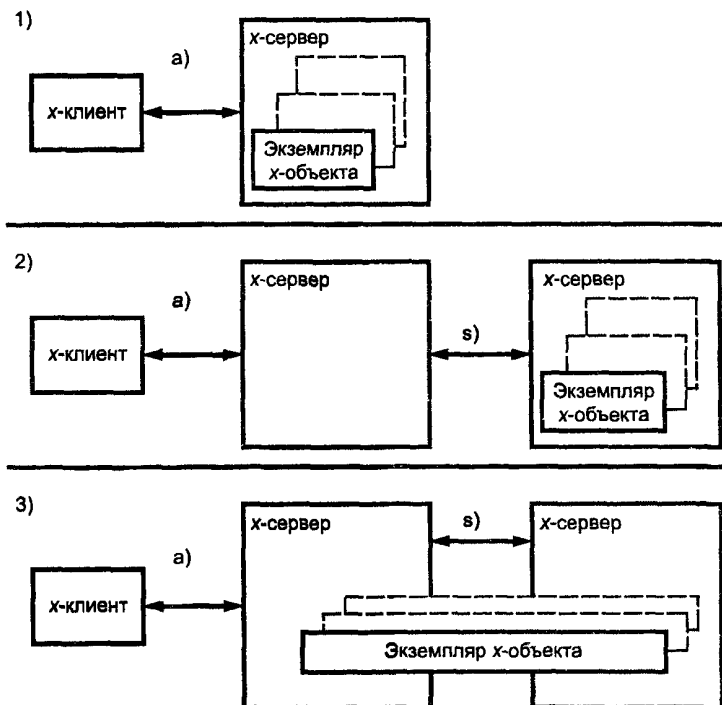 1)
x-сервер
a)
x-клиент
Экземпляр
x-объекта
2)
x-сервер
x-сервер
a)
s)
x-клиент
Экземпляр
x-объекта
3)
x-сервер
s)
x-сервер
a)
x-клиент
Экземпляр x-объекта